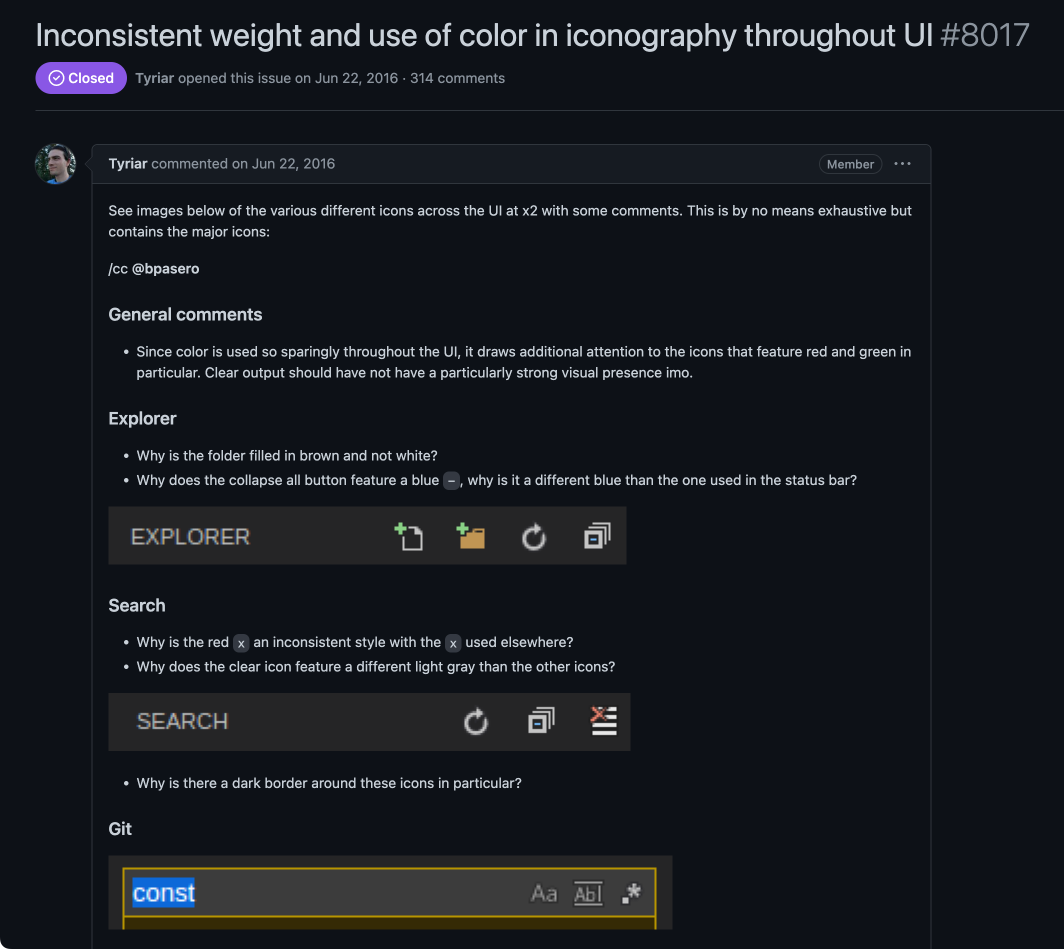 Inconsistent weight and use of color in iconography throughout UI #8017
Closed Tyriar opened this issue on Jun 22, 2016 · 314 comments
Tyriar commented on Jun 22, 2016 Member ···
See images below of the various different icons across the UI at x2 with some comments. This is by no means exhaustive but
contains the major icons:
/cc @bpasero
General comments
• Since color is used so sparingly throughout the UI, it draws additional attention to the icons that feature red and green in
particular. Clear output should have not have a particularly strong visual presence imo.
Explorer
• Why is the folder filled in brown and not white?
• Why does the collapse all button feature a blue -, why is it a different blue than the one used in the status bar?
EXPLORER
Search
• Why is the red x an inconsistent style with the x used elsewhere?
• Why does the clear icon feature a different light gray than the other icons?
SEARCH
• Why is there a dark border around these icons in particular?
Git
const Aa Abl .*